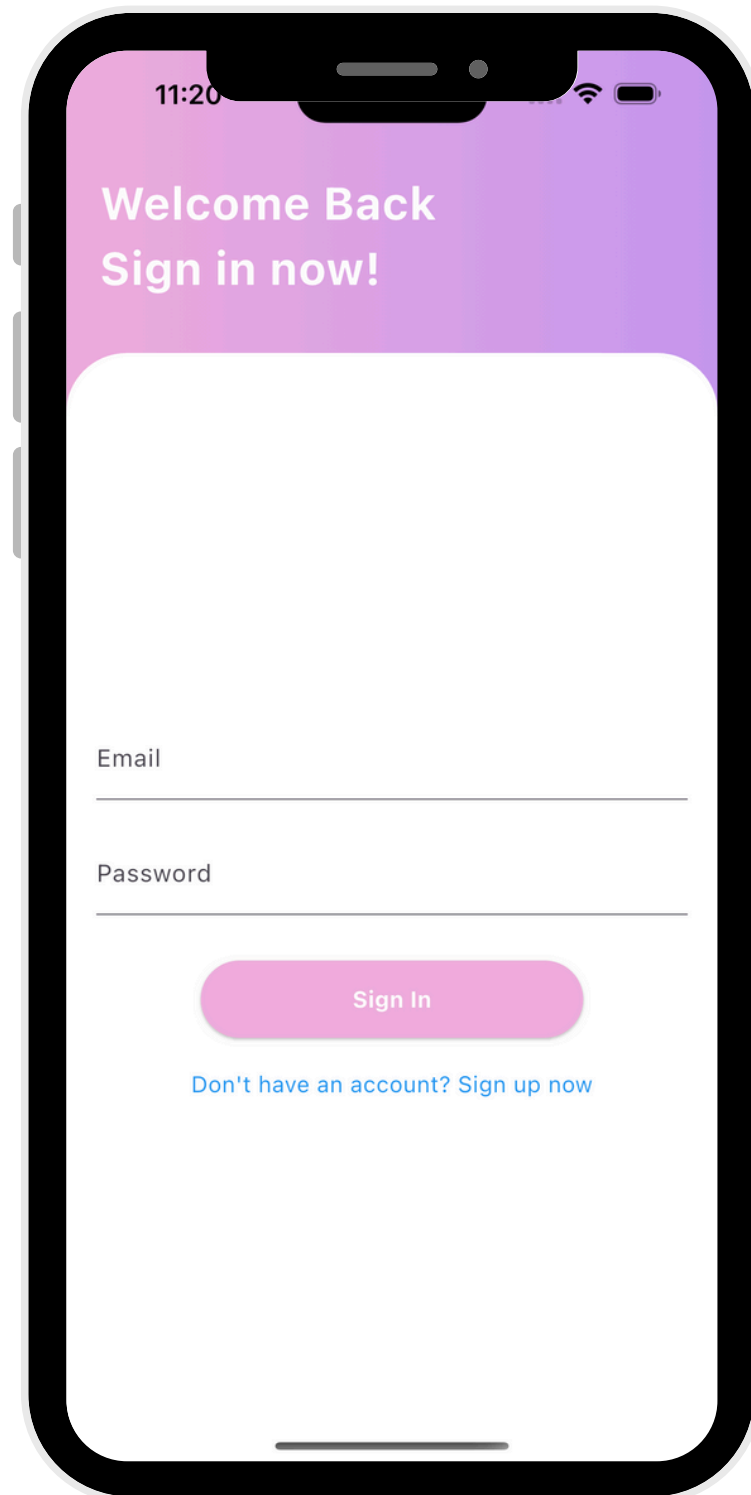 11:20
Welcome Back
Sign in now!
Email
Password
Sign In
Don't have an account? Sign up now